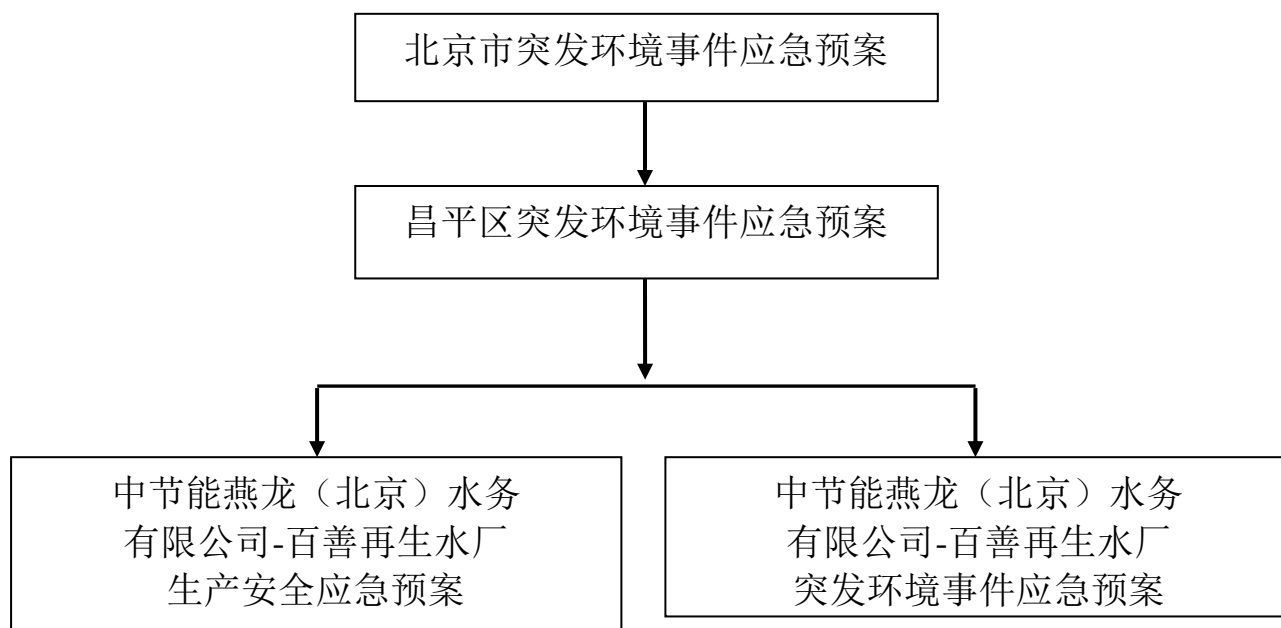 北京市突发环境事件应急预案
昌平区突发环境事件应急预案
中节能燕龙（北京）水务
有限公司-百善再生水厂
生产安全应急预案
中节能燕龙（北京）水务
有限公司-百善再生水厂
突发环境事件应急预案